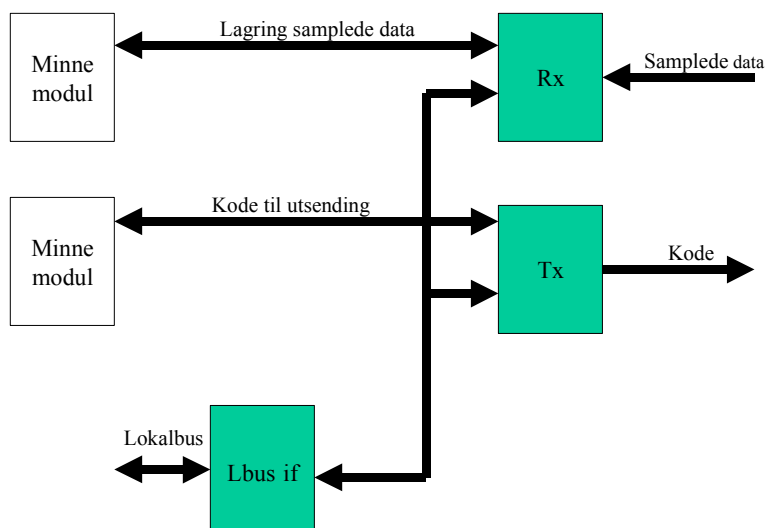 Lagring samplede data
Minne
modul
Rx
Samplede data
Kode til utsending
Minne
modul
Tx
Kode
Lokalbus
Lbus if